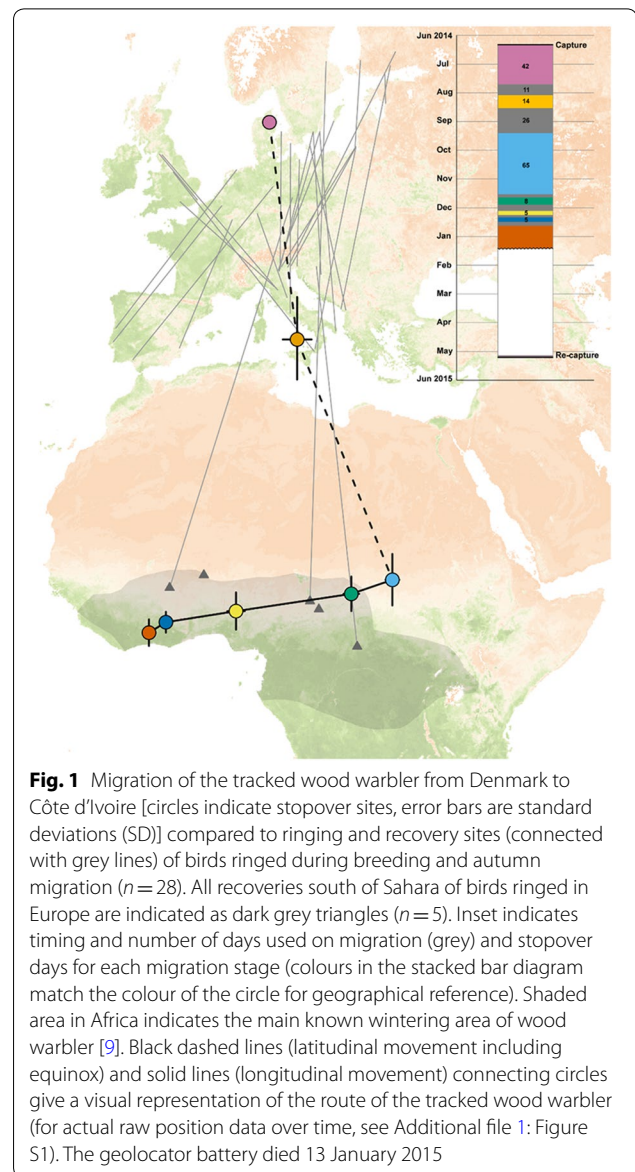 Jun 2014
Capture
42
Jul
11
Aug
14
Sep
26
Oct
65
Nov
8
Dec
5
5
Jan
Feb
Mar
Apr
May
Re-capture
Jun 2015
Fig. 1 Migration of the tracked wood warbler from Denmark to
Côte d'Ivoire [circles indicate stopover sites, error bars are standard
deviations (SD)] compared to ringing and recovery sites (connected
with grey lines) of birds ringed during breeding and autumn
migration (n = 28). All recoveries south of Sahara of birds ringed in
Europe are indicated as dark grey triangles (n = 5). Inset indicates
timing and number of days used on migration (grey) and stopover
days for each migration stage (colours in the stacked bar diagram
match the colour of the circle for geographical reference). Shaded
area in Africa indicates the main known wintering area of wood
warbler [9]. Black dashed lines (latitudinal movement including
equinox) and solid lines (longitudinal movement) connecting circles
give a visual representation of the route of the tracked wood warbler
(for actual raw position data over time, see Additional file 1: Figure
S1). The geolocator battery died 13 January 2015